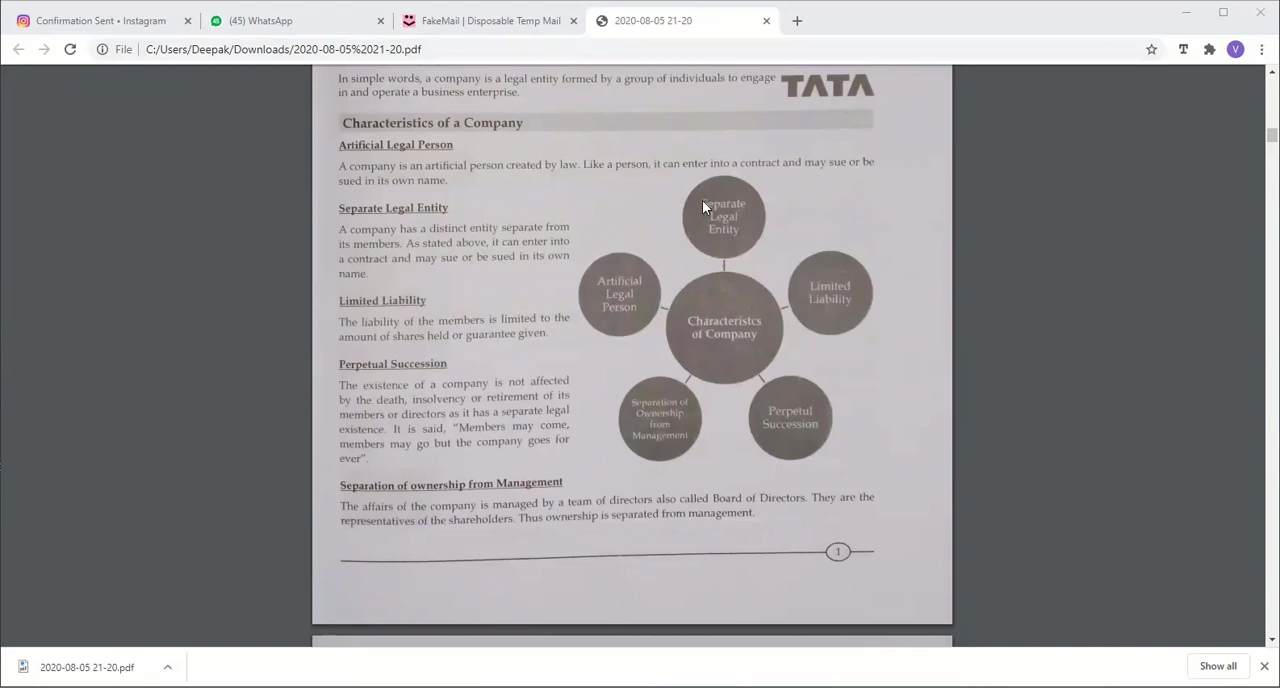 Confirmation Sent • Instagram
(45) WhatsApp
FakeMail | Disposable Temp Mail
2020-08-05 21-20
File
C:/Users/Deepak/Downloads/2020-08-05%2021-20.pdf
V
In simple words, a company is a legal entity formed by a group of individuals to engage
in and operate a business enterprise.
TATA
Characteristics of a Company
Artificial Legal Person
A company is an artificial person created by law. Like a person, it can enter into a contract and may sue or be
sued in its own name.
Separate Legal Entity
A company has a distinct entity separate from
its members. As stated above, it can enter into
a contract and may sue or be sued in its own
name.
Limited Liability
The liability of the members is limited to the
amount of shares held or guarantee given.
Perpetual Succession
The existence of a company is not affected
by the death, insolvency or retirement of its
members or directors as it has a separate legal
existence. It is said, "Members may come,
members may go but the company goes for
ever".
Separate
Legal
Entity
Artificial
Legal
Person
Limited
Liability
Characteristcs
of Company
Separation of
Ownership
from
Management
Perpetul
Succession
Separation of ownership from Management
The affairs of the company is managed by a team of directors also called Board of Directors. They are the
representatives of the shareholders. Thus ownership is separated from management.
1
2020-08-05 21-20.pdf
Show all